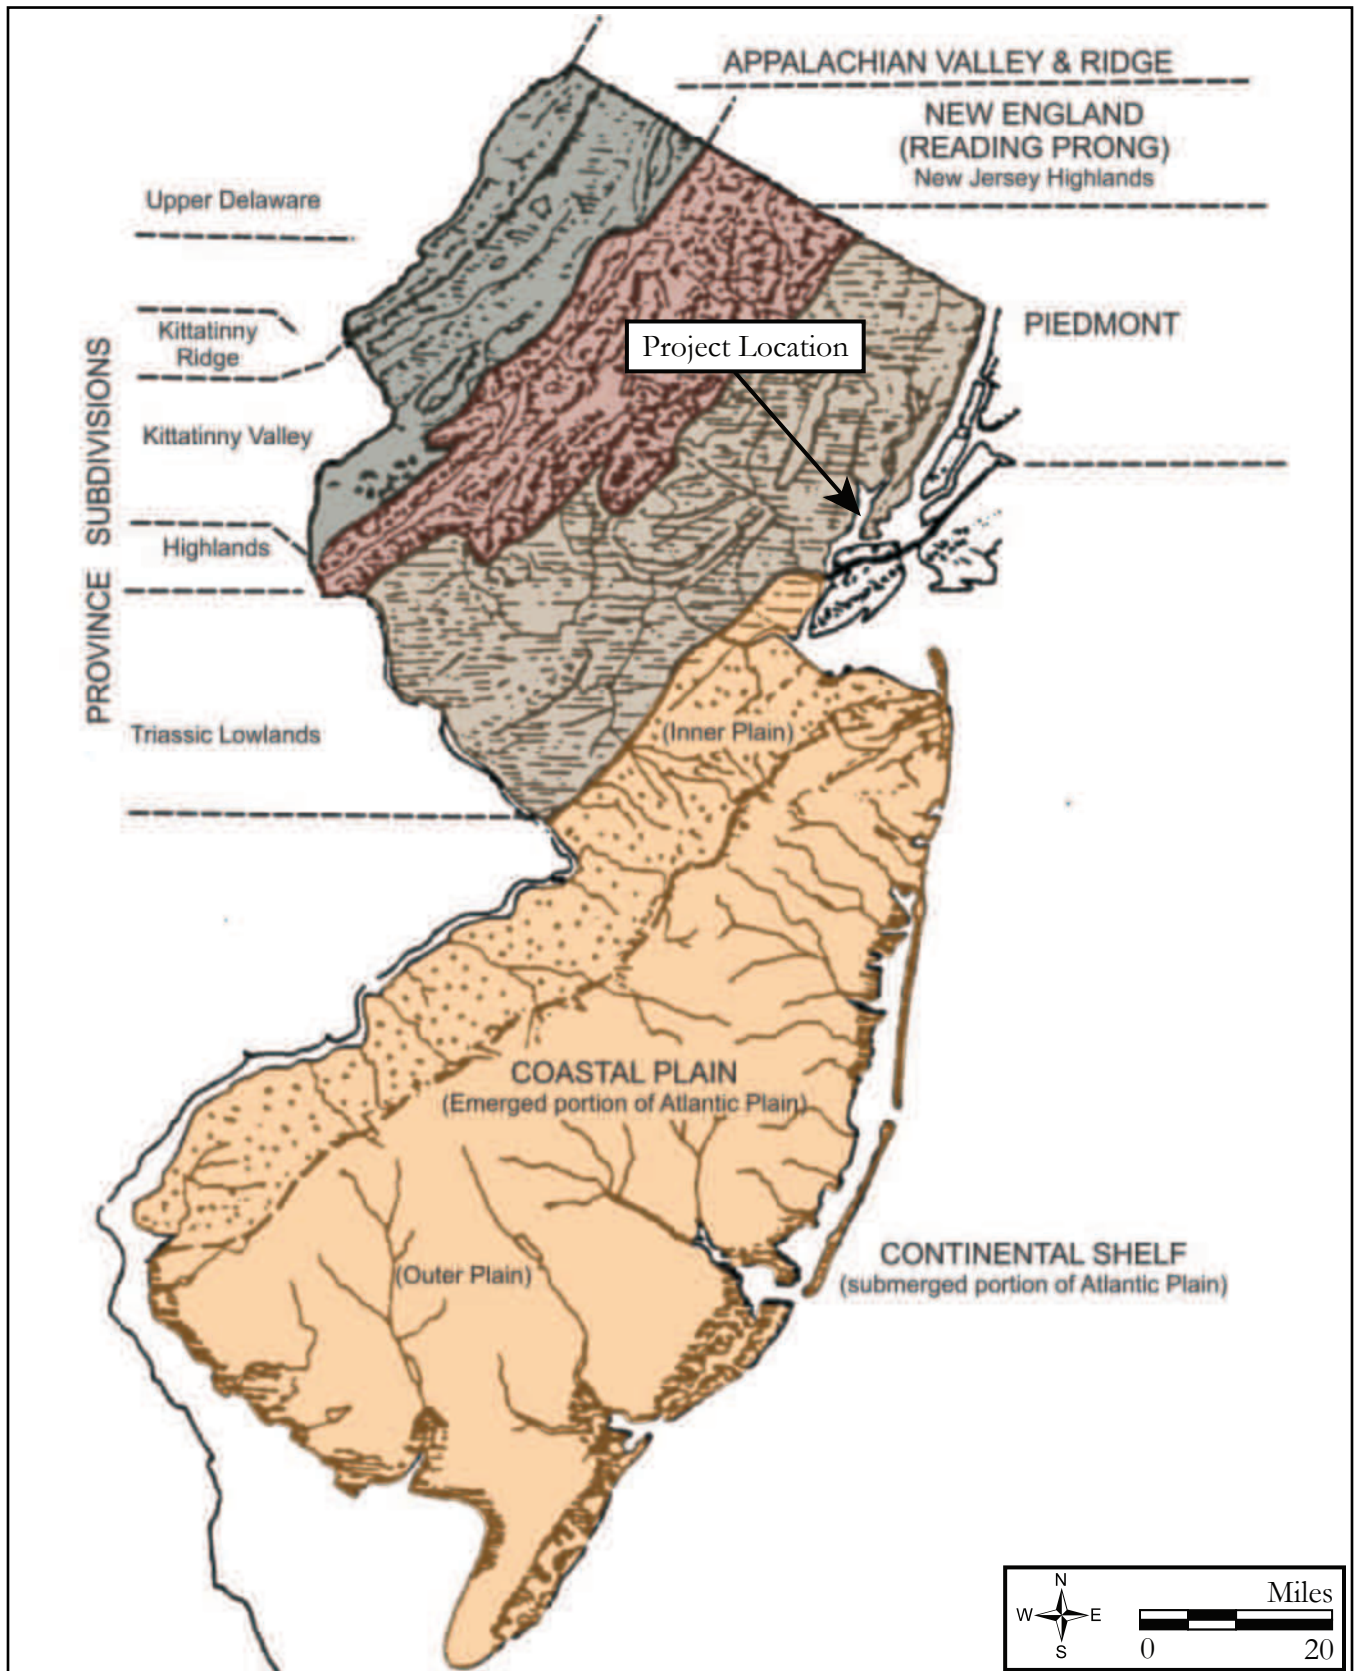 APPALACHIAN VALLEY & RIDGE
NEW ENGLAND
(READING PRONG)
New Jersey Highlands
Upper Delaware
Kittatinny
Ridge
PIEDMONT
Project Location
Kittatinny Valley
PROVINCE SUBDIVISIONS
Highlands
Triassic Lowlands
(Inner Plain)
COASTAL PLAIN
(Emerged portion of Atlantic Plain)
CONTINENTAL SHELF
(submerged portion of Atlantic Plain)
(Outer Plain)
N
W E
S
Miles
0 20